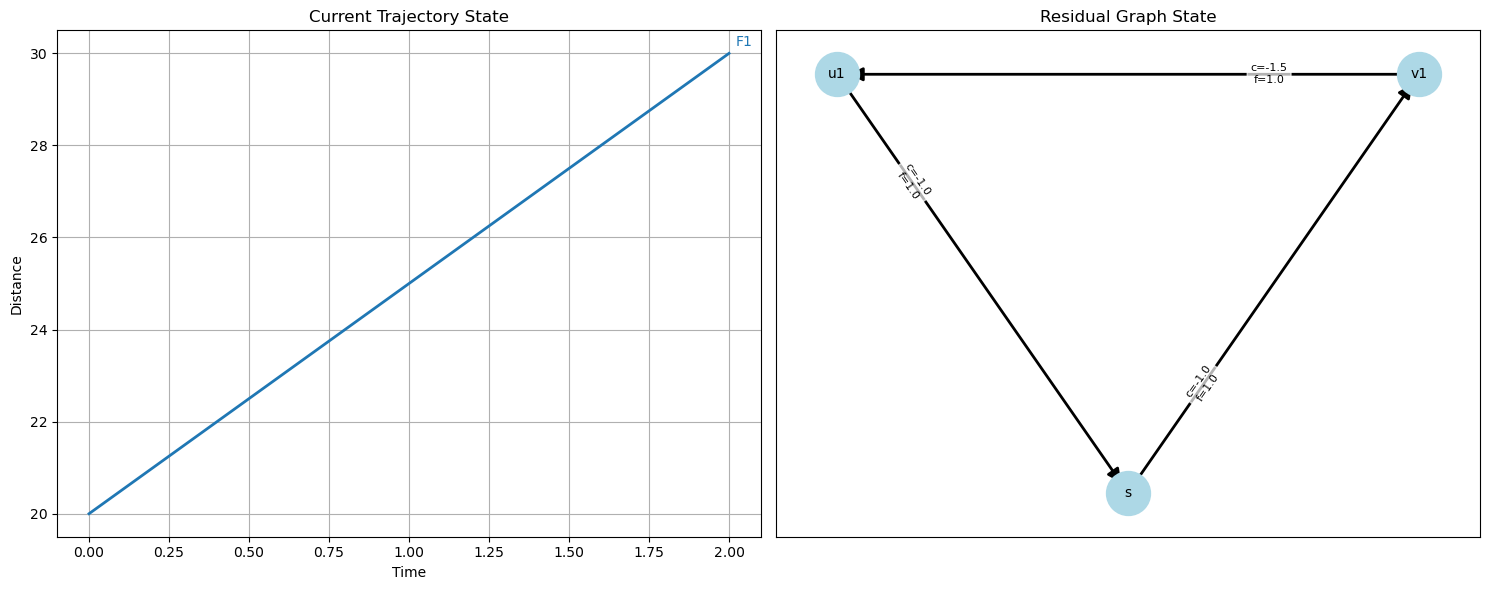 Current Trajectory State
F1
30
28
26
24
22
20
Distance
0.00 0.25 0.50 0.75 1.00 1.25 1.50 1.75 2.00
Time
Residual Graph State
u1
c=-1.5
f=1.0
v1
c=-1.0
f=1.0
c=-1.0
f=1.0
s